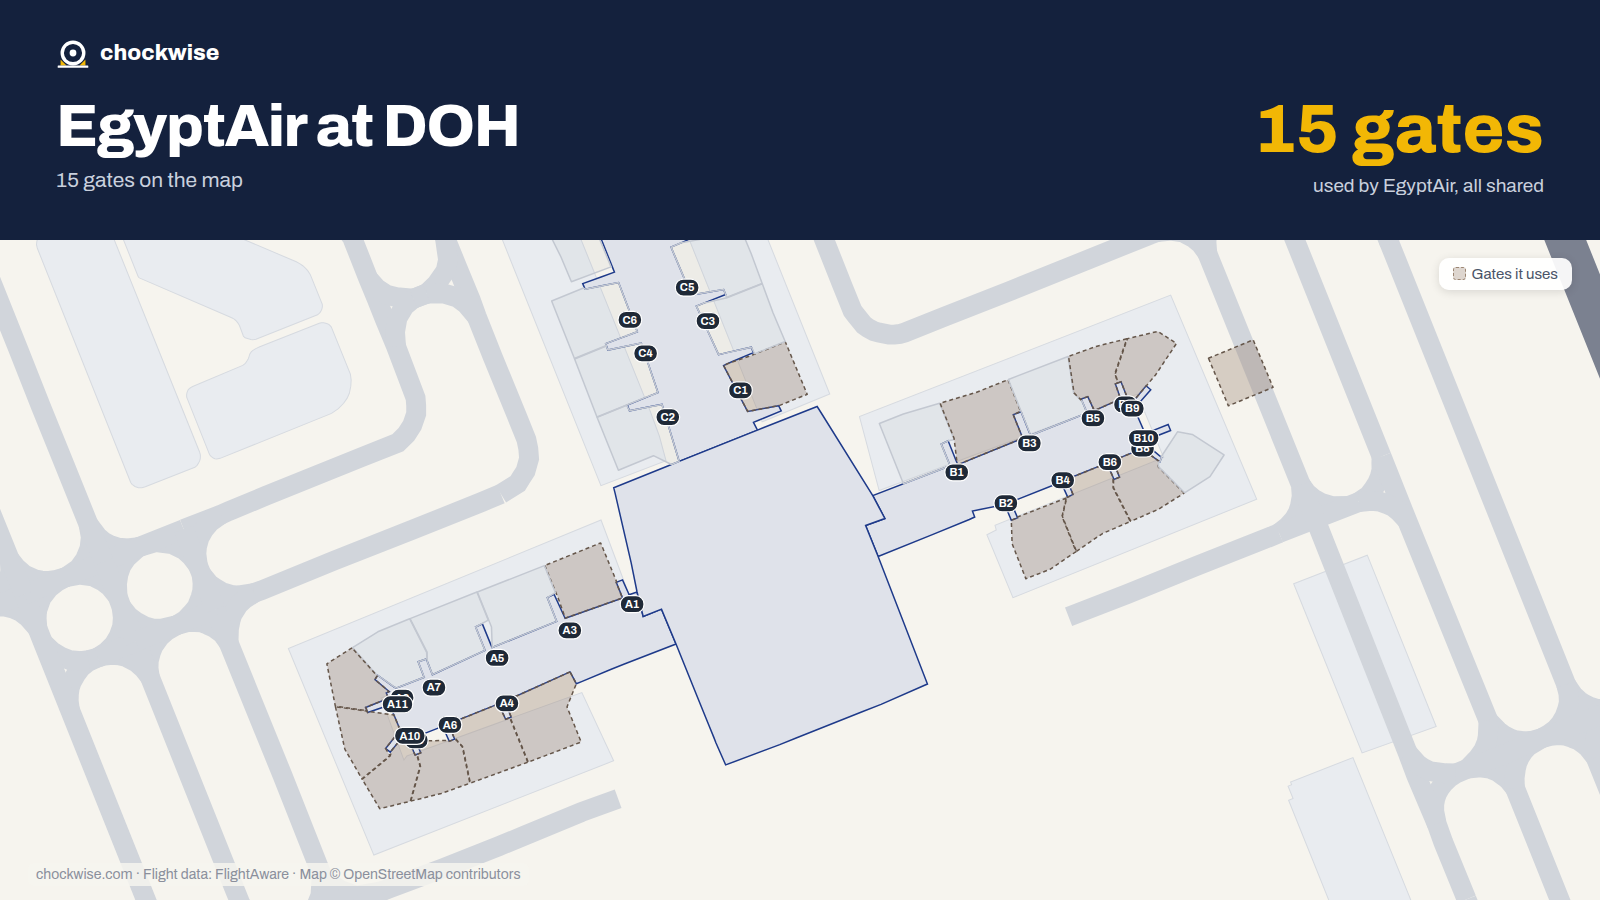 chockwise
EgyptAir at DOH
15 gates on the map
15 gates
used by EgyptAir, all shared
Gates it uses
C5
C6
C3
C4
C1
C2
B9
B5
B10
B8
B3
B6
B1
B4
B2
A1
A3
A5
A7
A11
A4
A6
A10
chockwise.com · Flight data: FlightAware · Map © OpenStreetMap contributors